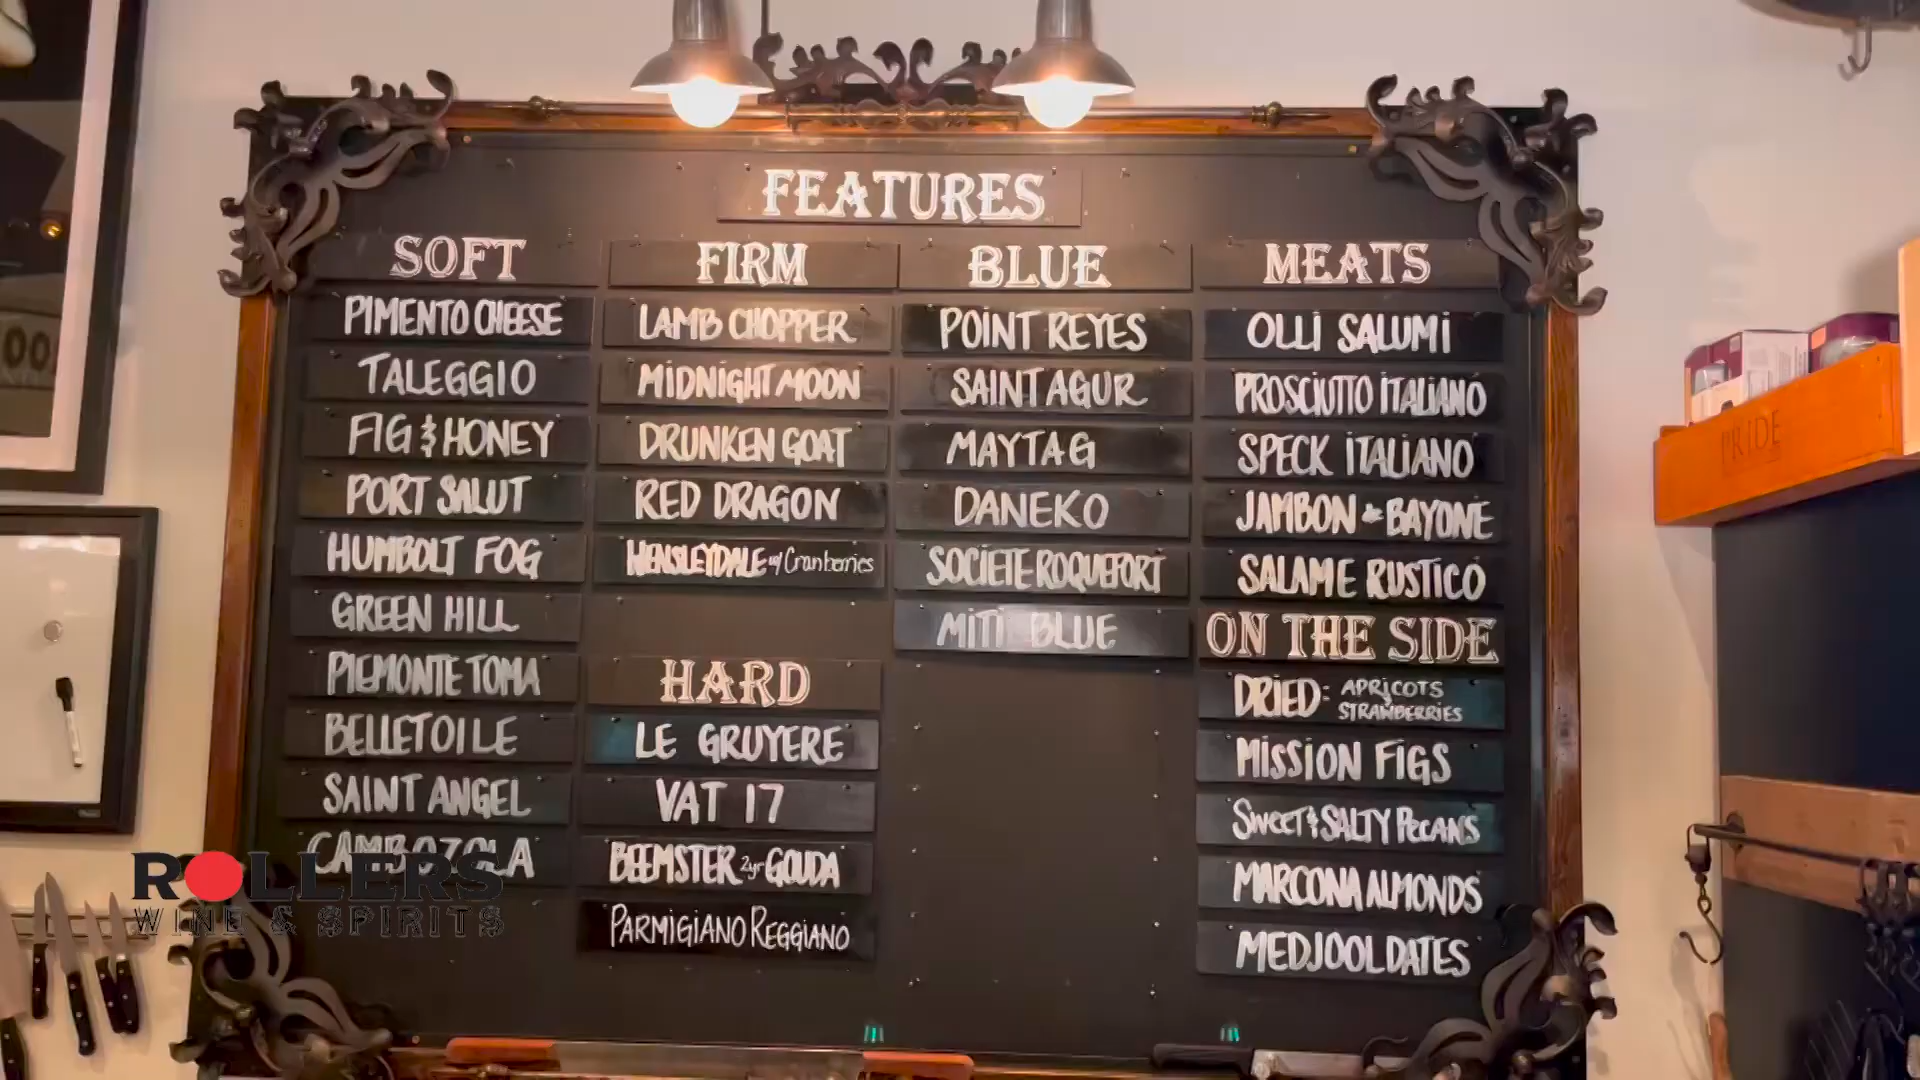 FEATURES
SOFT
PIMENTO CHEESE
TALEGGIO
FIG & HONEY
PORT SALUT
HUMBOLT FOG
GREEN HILL
PIEMONTE TOMA
BELLETOILE
SAINT ANGEL
CAMBOZOLA
FIRM
LAMB CHOPPER
MIDNIGHT MOON
DRUNKEN GOAT
RED DRAGON
WENSLEYDALE w/ Cranberries
HARD
LE GRUYERE
VAT 17
BEEMSTER 2yr GOUDA
PARMIGIANO REGGIANO
BLUE
POINT REYES
SAINT AGUR
MAYTAG
DANEKO
SOCIETE ROQUEFORT
MITI BLUE
MEATS
OLLI SALUMI
PROSCIUTTO ITALIANO
SPECK ITALIANO
JAMBON de BAYONE
SALAME RUSTICO
ON THE SIDE
DRIED: APRICOTS
STRAWBERRIES
MISSION FIGS
SWEET & SALTY PECANS
MARCONA ALMONDS
MEDJOOL DATES
PRIDE
ROLLERS
WINE & SPIRITS